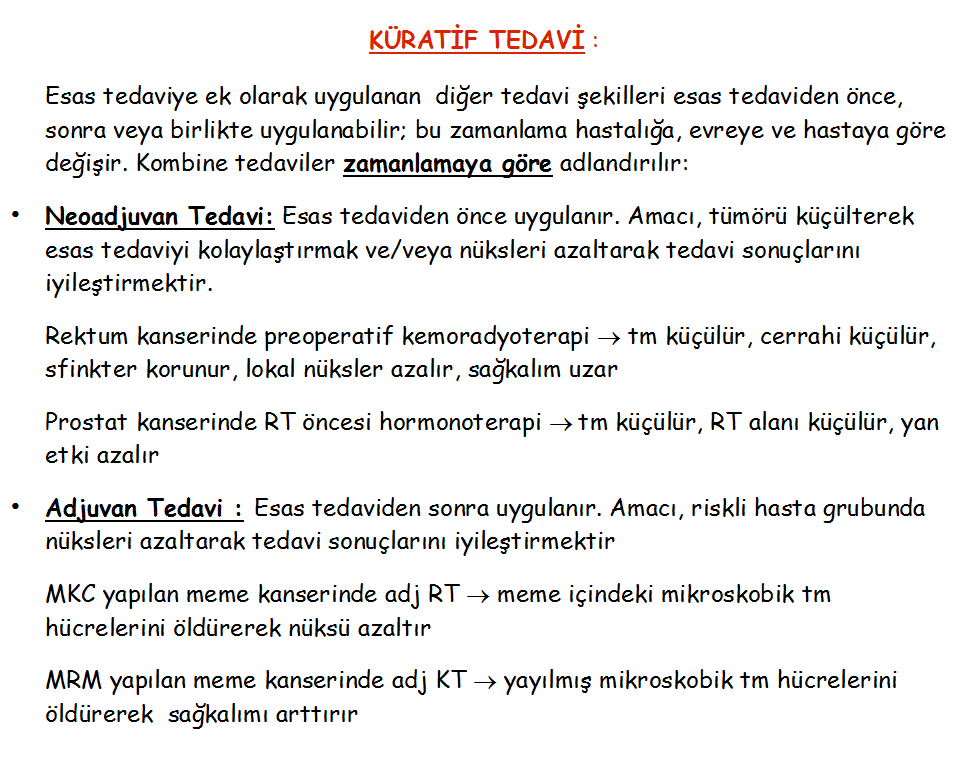 KÜRATİF TEDAVİ :
Esas tedaviye ek olarak uygulanan diğer tedavi şekilleri esas tedaviden önce,
sonra veya birlikte uygulanabilir; bu zamanlama hastalığa, evreye ve hastaya göre
değişir. Kombine tedaviler zamanlamaya göre adlandırılır:
• Neoadjuvan Tedavi: Esas tedaviden önce uygulanır. Amacı, tümörü küçülterek
esas tedaviyi kolaylaştırmak ve/veya nüksleri azaltarak tedavi sonuçlarını
iyileştirmektir.
Rektum kanserinde preoperatif kemoradyoterapi → tm küçülür, cerrahi küçülür,
sfinkter korunur, lokal nüksler azalır, sağkalım uzar
Prostat kanserinde RT öncesi hormonoterapi → tm küçülür, RT alanı küçülür, yan
etki azalır
• Adjuvan Tedavi : Esas tedaviden sonra uygulanır. Amacı, riskli hasta grubunda
nüksleri azaltarak tedavi sonuçlarını iyileştirmektir
MKC yapılan meme kanserinde adj RT → meme içindeki mikroskobik tm
hücrelerini öldürerek nüksü azaltır
MRM yapılan meme kanserinde adj KT → yayılmış mikroskobik tm hücrelerini
öldürerek sağkalımı arttırır